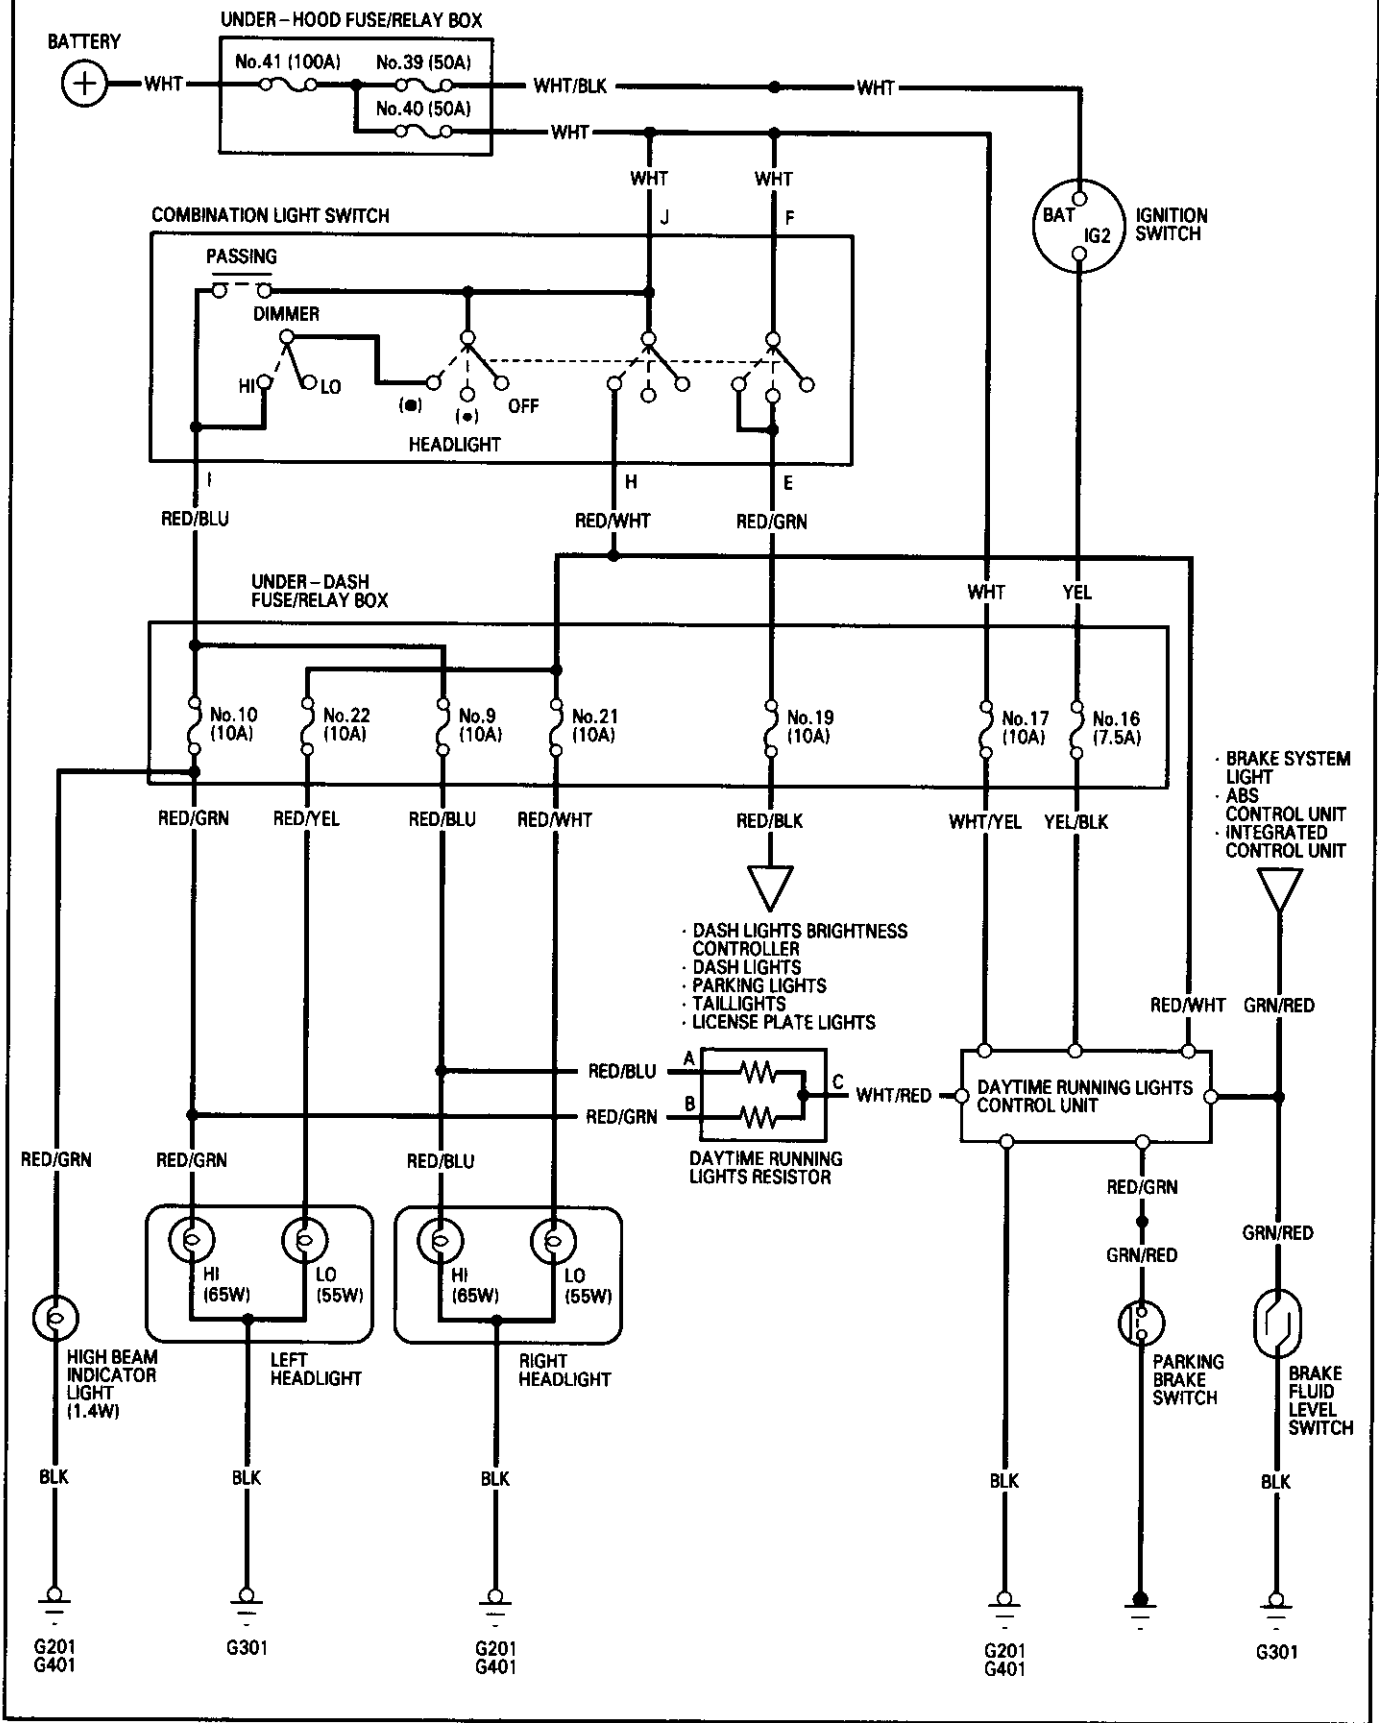 UNDER-HOOD FUSE/RELAY BOX
BATTERY
No.41 (100A)
No.39 (50A)
WHT
WHT/BLK
WHT
No.40 (50A)
WHT
WHT
WHT
COMBINATION LIGHT SWITCH
J
F
BAT
IG2
IGNITION
SWITCH
PASSING
DIMMER
HI
LO
(●)
(•)
OFF
HEADLIGHT
I
H
E
RED/BLU
RED/WHT
RED/GRN
UNDER-DASH
FUSE/RELAY BOX
WHT
YEL
No.10
(10A)
No.22
(10A)
No.9
(10A)
No.21
(10A)
No.19
(10A)
No.17
(10A)
No.16
(7.5A)
RED/GRN
RED/YEL
RED/BLU
RED/WHT
RED/BLK
WHT/YEL
YEL/BLK
· BRAKE SYSTEM
LIGHT
· ABS
CONTROL UNIT
· INTEGRATED
CONTROL UNIT
· DASH LIGHTS BRIGHTNESS
CONTROLLER
· DASH LIGHTS
· PARKING LIGHTS
· TAILLIGHTS
· LICENSE PLATE LIGHTS
RED/WHT
GRN/RED
RED/BLU
A
C
WHT/RED
RED/GRN
B
DAYTIME RUNNING LIGHTS
CONTROL UNIT
DAYTIME RUNNING
LIGHTS RESISTOR
RED/GRN
RED/GRN
RED/BLU
RED/GRN
GRN/RED
GRN/RED
HI
(65W)
LO
(55W)
HI
(65W)
LO
(55W)
HIGH BEAM
INDICATOR
LIGHT
(1.4W)
LEFT
HEADLIGHT
RIGHT
HEADLIGHT
PARKING
BRAKE
SWITCH
BRAKE
FLUID
LEVEL
SWITCH
BLK
BLK
BLK
BLK
BLK
G201
G401
G301
G201
G401
G201
G401
G301